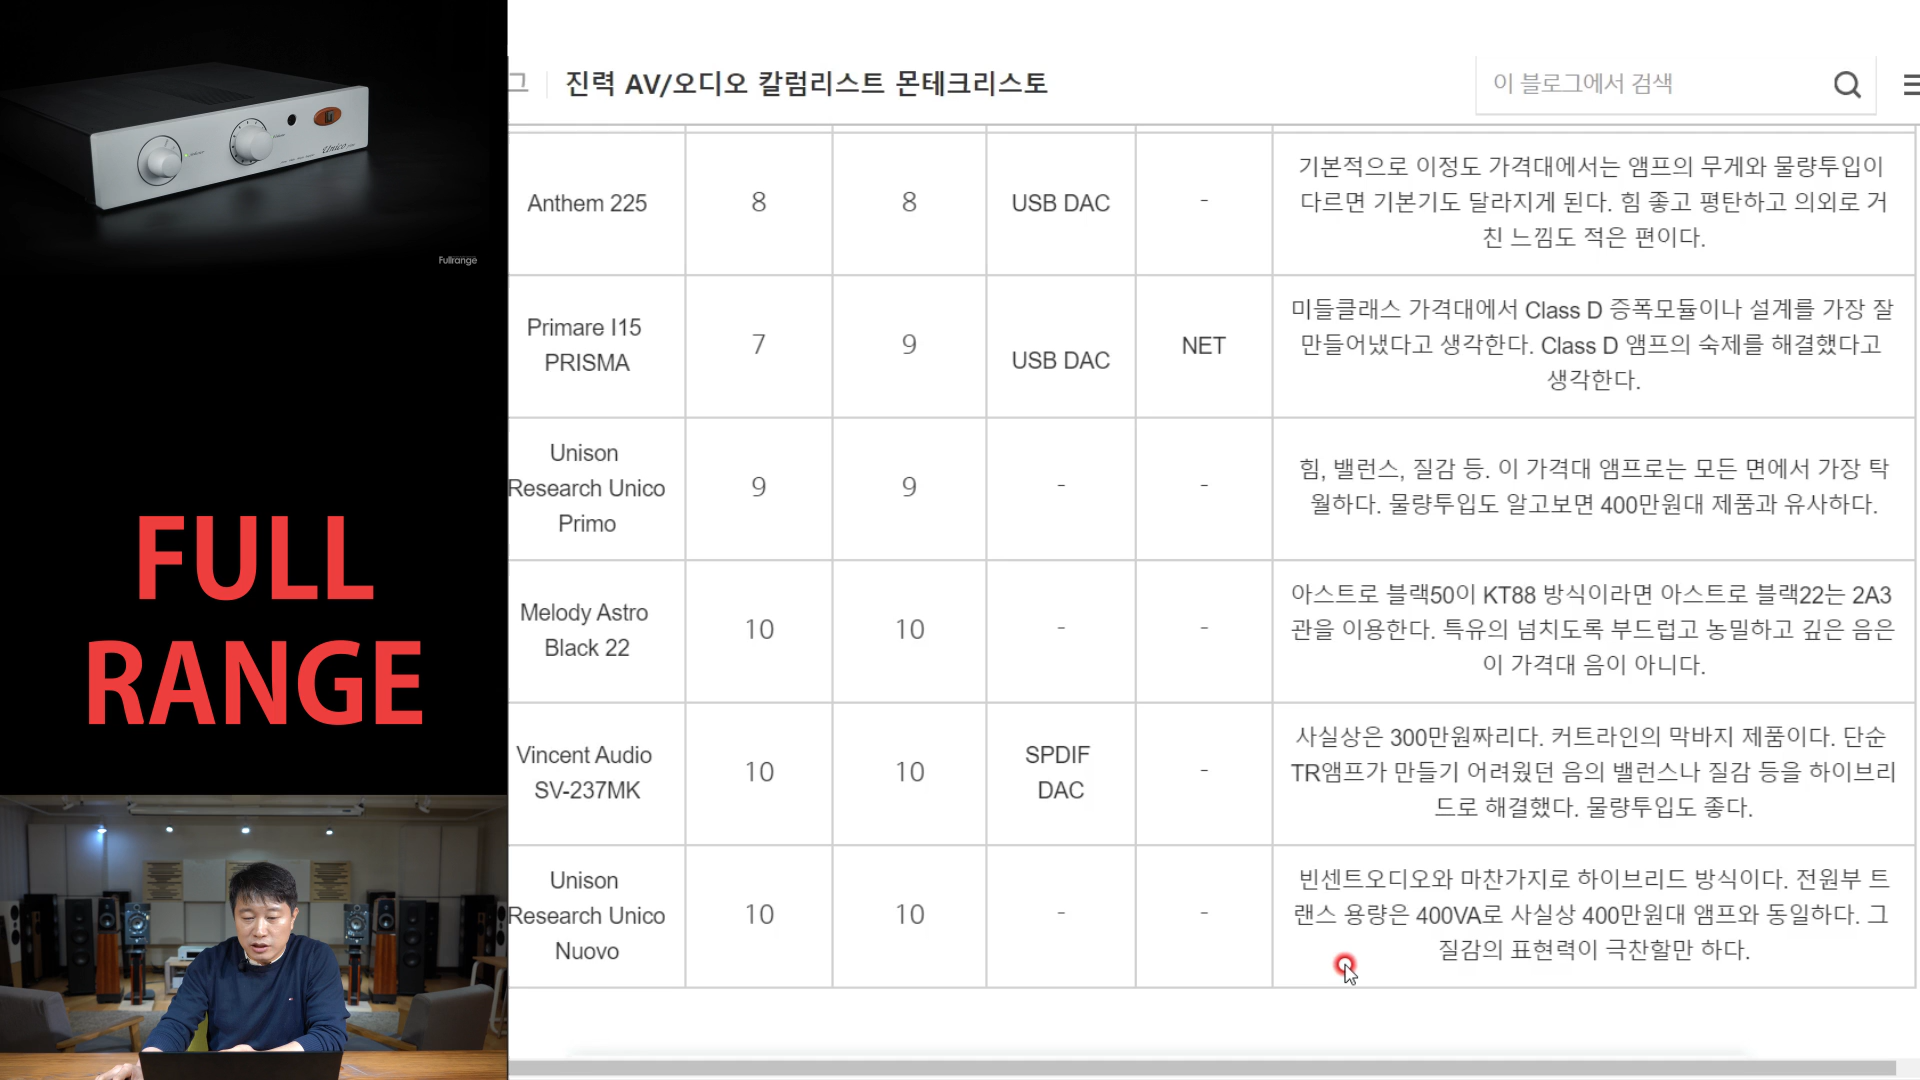 Unico
Fullrange
FULL
RANGE
그
진력 AV/오디오 칼럼리스트 몬테크리스토
이 블로그에서 검색
Anthem 225
8
8
USB DAC
-
기본적으로 이정도 가격대에서는 앰프의 무게와 물량투입이
다르면 기본기도 달라지게 된다. 힘 좋고 평탄하고 의외로 거
친 느낌도 적은 편이다.
Primare I15
PRISMA
7
9
USB DAC
NET
미들클래스 가격대에서 Class D 증폭모듈이나 설계를 가장 잘
만들어냈다고 생각한다. Class D 앰프의 숙제를 해결했다고
생각한다.
Unison
Research Unico
Primo
9
9
-
-
힘, 밸런스, 질감 등. 이 가격대 앰프로는 모든 면에서 가장 탁
월하다. 물량투입도 알고보면 400만원대 제품과 유사하다.
Melody Astro
Black 22
10
10
-
-
아스트로 블랙50이 KT88 방식이라면 아스트로 블랙22는 2A3
관을 이용한다. 특유의 넘치도록 부드럽고 농밀하고 깊은 음은
이 가격대 음이 아니다.
Vincent Audio
SV-237MK
10
10
SPDIF
DAC
-
사실상은 300만원짜리다. 커트라인의 막바지 제품이다. 단순
TR앰프가 만들기 어려웠던 음의 밸런스나 질감 등을 하이브리
드로 해결했다. 물량투입도 좋다.
Unison
Research Unico
Nuovo
10
10
-
-
빈센트오디오와 마찬가지로 하이브리드 방식이다. 전원부 트
랜스 용량은 400VA로 사실상 400만원대 앰프와 동일하다. 그
질감의 표현력이 극찬할만 하다.